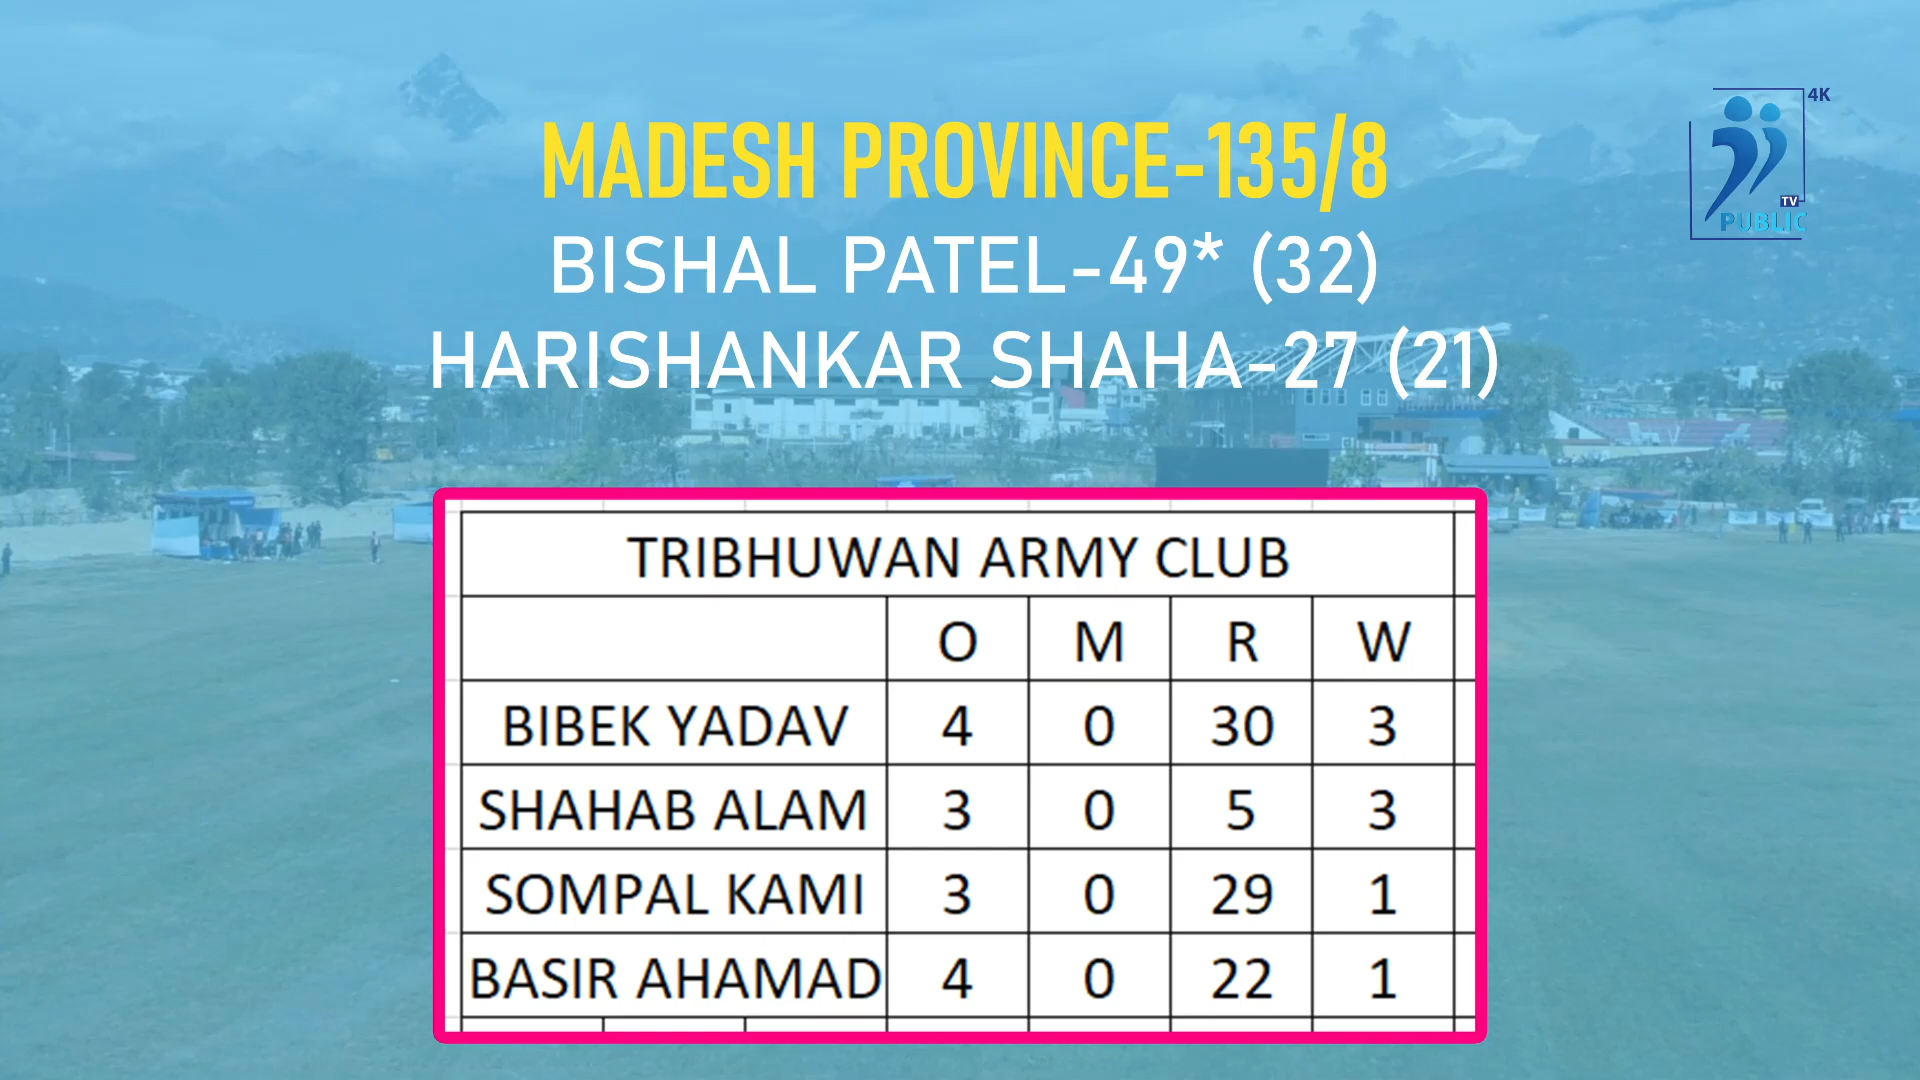 4K
MADESH PROVINCE-135/8
TV
PUBLIC
BISHAL PATEL-49* (32)
HARISHANKAR SHAHA-27 (21)
TRIBHUWAN ARMY CLUB
O M R W
BIBEK YADAV 4 0 30 3
SHAHAB ALAM 3 0 5 3
SOMPAL KAMI 3 0 29 1
BASIR AHAMAD 4 0 22 1